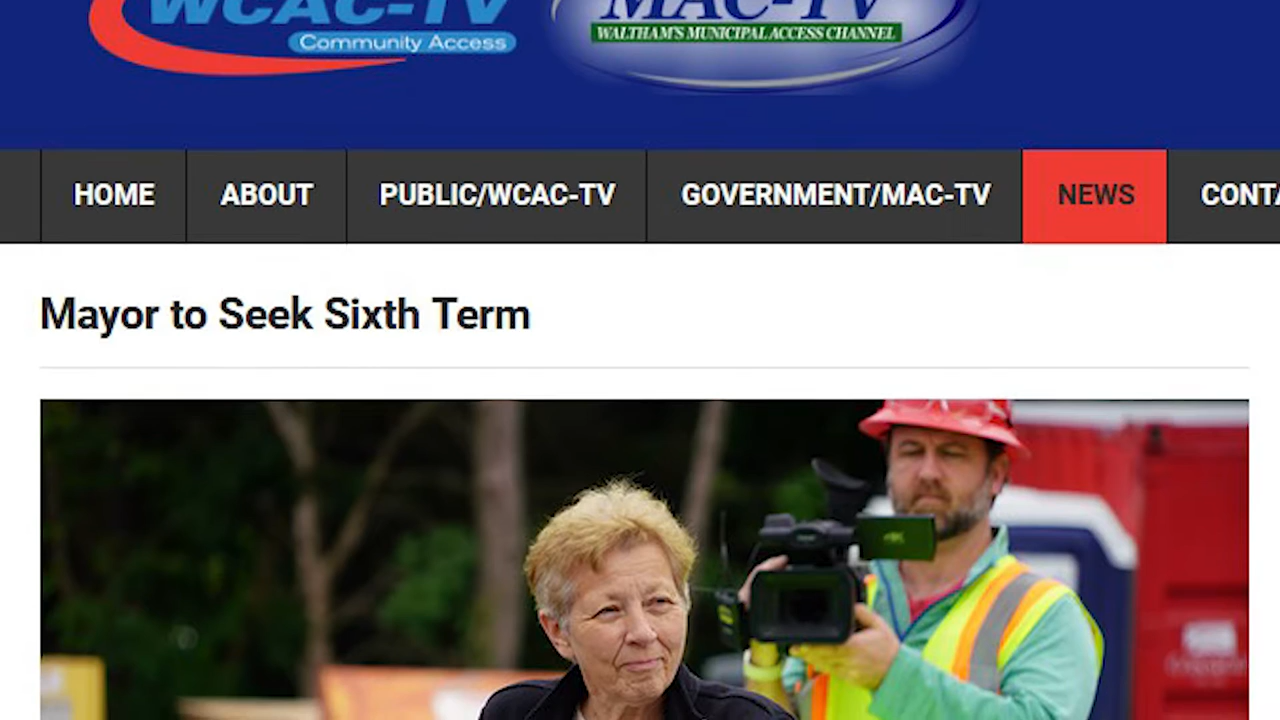 WCAC-TV
Community Access
MAC-TV
WALTHAM'S MUNICIPAL ACCESS CHANNEL
HOME
ABOUT
PUBLIC/WCAC-TV
GOVERNMENT/MAC-TV
NEWS
CONTA
Mayor to Seek Sixth Term
4K